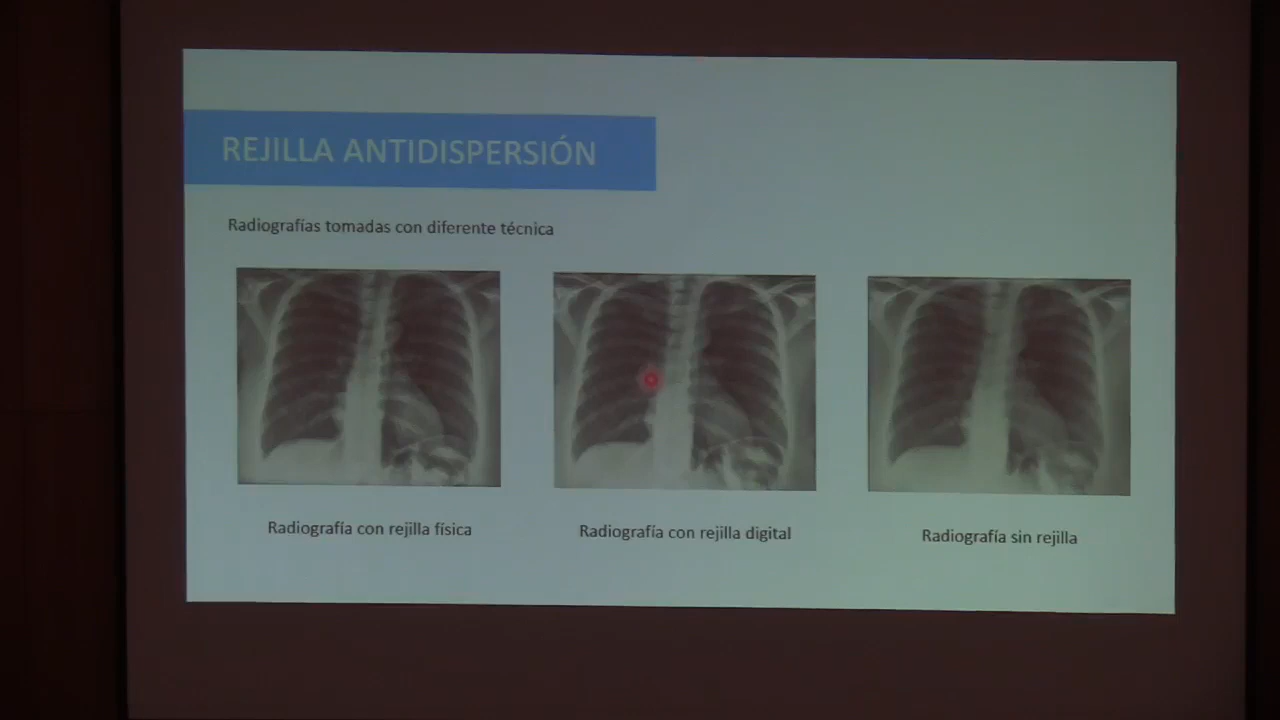 REJILLA ANTIDISPERSIÓN
Radiografías tomadas con diferente técnica
Radiografía con rejilla física
Radiografía con rejilla digital
Radiografía sin rejilla